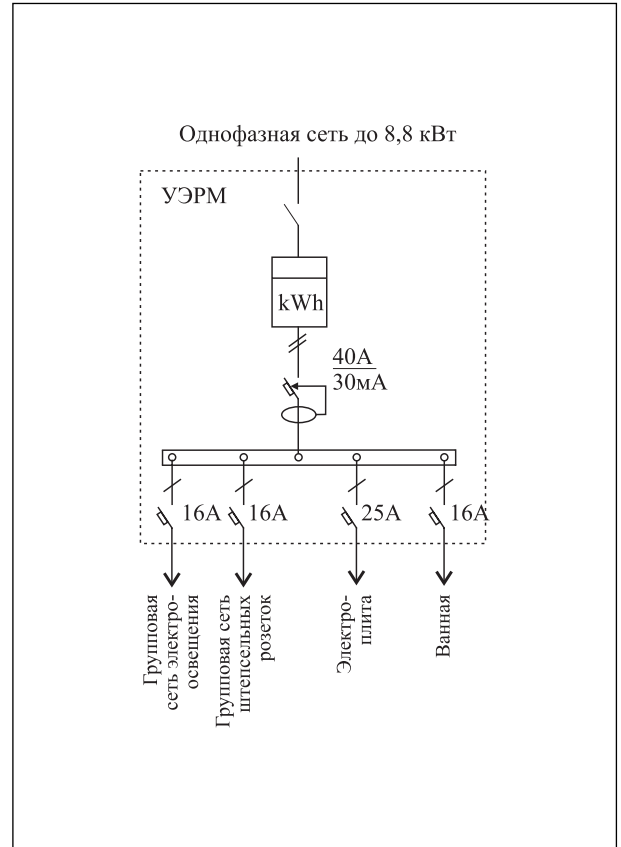 Однофазная сеть до 8,8 кВт
УЭРМ
kWh
40А
30мА
16А
16А
25А
16А
Групповая
сеть электро-
освещения
Групповая сеть
штепсельных
розеток
Электро-
плита
Ванная